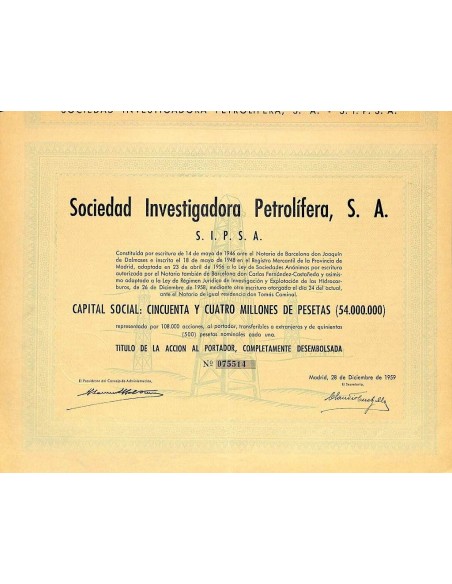 SOCIEDAD INVESTIGADORA PETROLIFERA, S. A. - S. I. P. S. A.
Sociedad Investigadora Petrolífera, S. A.
S. I. P. S. A.
Constituída por escritura de 14 de mayo de 1946 ante el Notario de Barcelona don Joaquín
de Dalmases e inscrita el 18 de mayo de 1948 en el Registro Mercantil de la Provincia de
Madrid, adaptada en 23 de abril de 1956 a la Ley de Sociedades Anónimas por escritura
autorizada por el Notario también de Barcelona don Carlos Fernández-Castañeda y asimis-
mo adaptada a la Ley de Régimen Jurídico de Investigación y Explotación de los Hidrocar-
buros, de 26 de Diciembre de 1958, mediante otra escritura otorgada el día 24 del actual,
ante el Notario de igual residencia don Tomás Caminal.
CAPITAL SOCIAL: CINCUENTA Y CUATRO MILLONES DE PESETAS (54.000.000)
representado por 108.000 acciones, al portador, transferibles a extranjeros y de quinientas
(500) pesetas nominales cada una.
TITULO DE LA ACCION AL PORTADOR, COMPLETAMENTE DESEMBOLSADA
Nº 075514
Madrid, 28 de Diciembre de 1959
El Presidente del Consejo de Administración,
El Secretario,